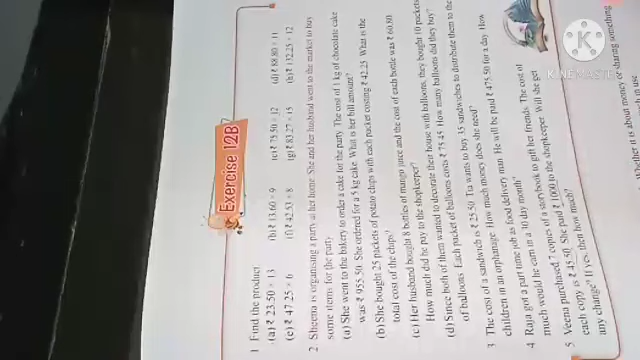 Exercise 12B
1 Find the product
(a) ₹ 23.50 × 13 (b) ₹ 13.60 × 9 (c) ₹ 75.50 × 12 (d) ₹ 88.80 × 11
(e) ₹ 47.25 × 6 (f) ₹ 42.53 × 8 (g) ₹ 83.27 × 15 (h) ₹ 132.25 × 12
2 Sheena is organising a party at her home. She and her husband went to the market to buy
some items for the party
(a) She went to the bakery to order a cake for the party. The cost of 1 kg of chocolate cake
was ₹ 955.50. She ordered for a 5 kg cake. What is her bill amount?
(b) She bought 25 packets of potato chips with each packet costing ₹ 42.25. What is the
total cost of the chips?
(c) Her husband bought 8 bottles of mango juice and the cost of each bottle was ₹ 60.80
How much did he pay to the shopkeeper?
(d) Since both of them wanted to decorate their house with balloons, they bought 10 packets
of balloons. Each packet of balloons costs ₹ 75.45. How many balloons did they buy?
3 The cost of a sandwich is ₹ 25.50. Tia wants to buy 35 sandwiches to distribute them to the
children in an orphanage. How much money does she need?
4 Raja got a part time job as food delivery man. He will be paid ₹ 475.50 for a day. How
much would he earn in a 30 day month?
5 Veena purchased 7 copies of a storybook to gift her friends. The cost of
each copy is ₹ 45.50. She paid ₹ 1000 to the shopkeeper. Will she get
any change? If yes, then how much?
Whether it is about money or sharing something
in use
KINEMASTER